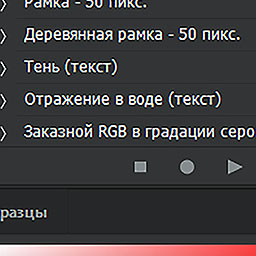 Рамка - 50 пикс.
Деревянная рамка - 50 пикс.
Тень (текст)
Отражение в воде (текст)
Заказной RGB в градации серо
разцы